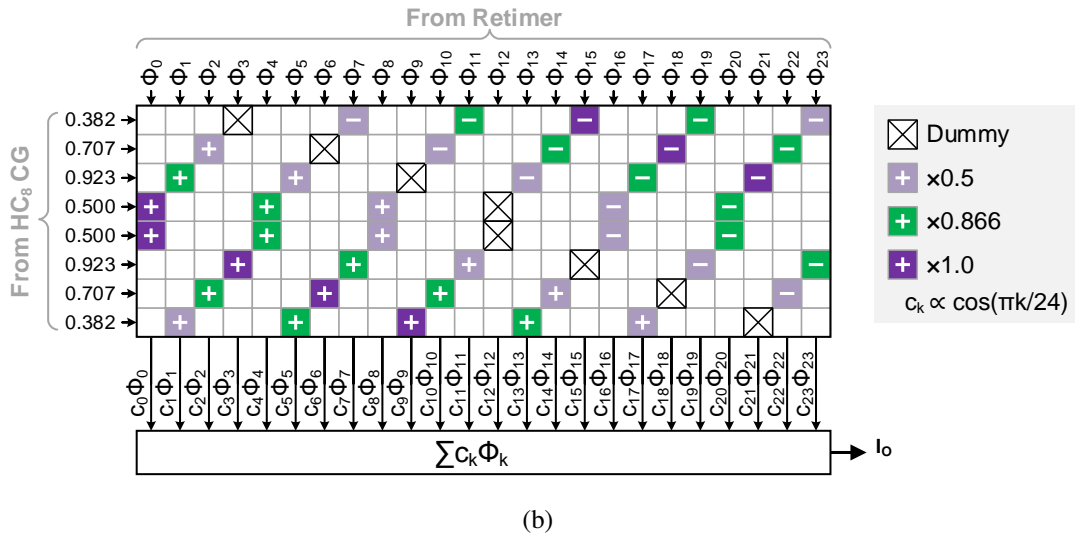 From Retimer
Φ0 Φ1 Φ2 Φ3 Φ4 Φ5 Φ6 Φ7 Φ8 Φ9 Φ10 Φ11 Φ12 Φ13 Φ14 Φ15 Φ16 Φ17 Φ18 Φ19 Φ20 Φ21 Φ22 Φ23
From HC8 CG
0.382 − − − − −
0.707 + − − − −
0.923 + + − − −
0.500 + + + − −
0.500 + + + − −
0.923 + + + − −
0.707 + + + + −
0.382 + + + + +
Dummy
+ ×0.5
+ ×0.866
+ ×1.0
ck ∝ cos(πk/24)
c0Φ0 c1Φ1 c2Φ2 c3Φ3 c4Φ4 c5Φ5 c6Φ6 c7Φ7 c8Φ8 c9Φ9 c10Φ10 c11Φ11 c12Φ12 c13Φ13 c14Φ14 c15Φ15 c16Φ16 c17Φ17 c18Φ18 c19Φ19 c20Φ20 c21Φ21 c22Φ22 c23Φ23
∑ckΦk
IO
(b)